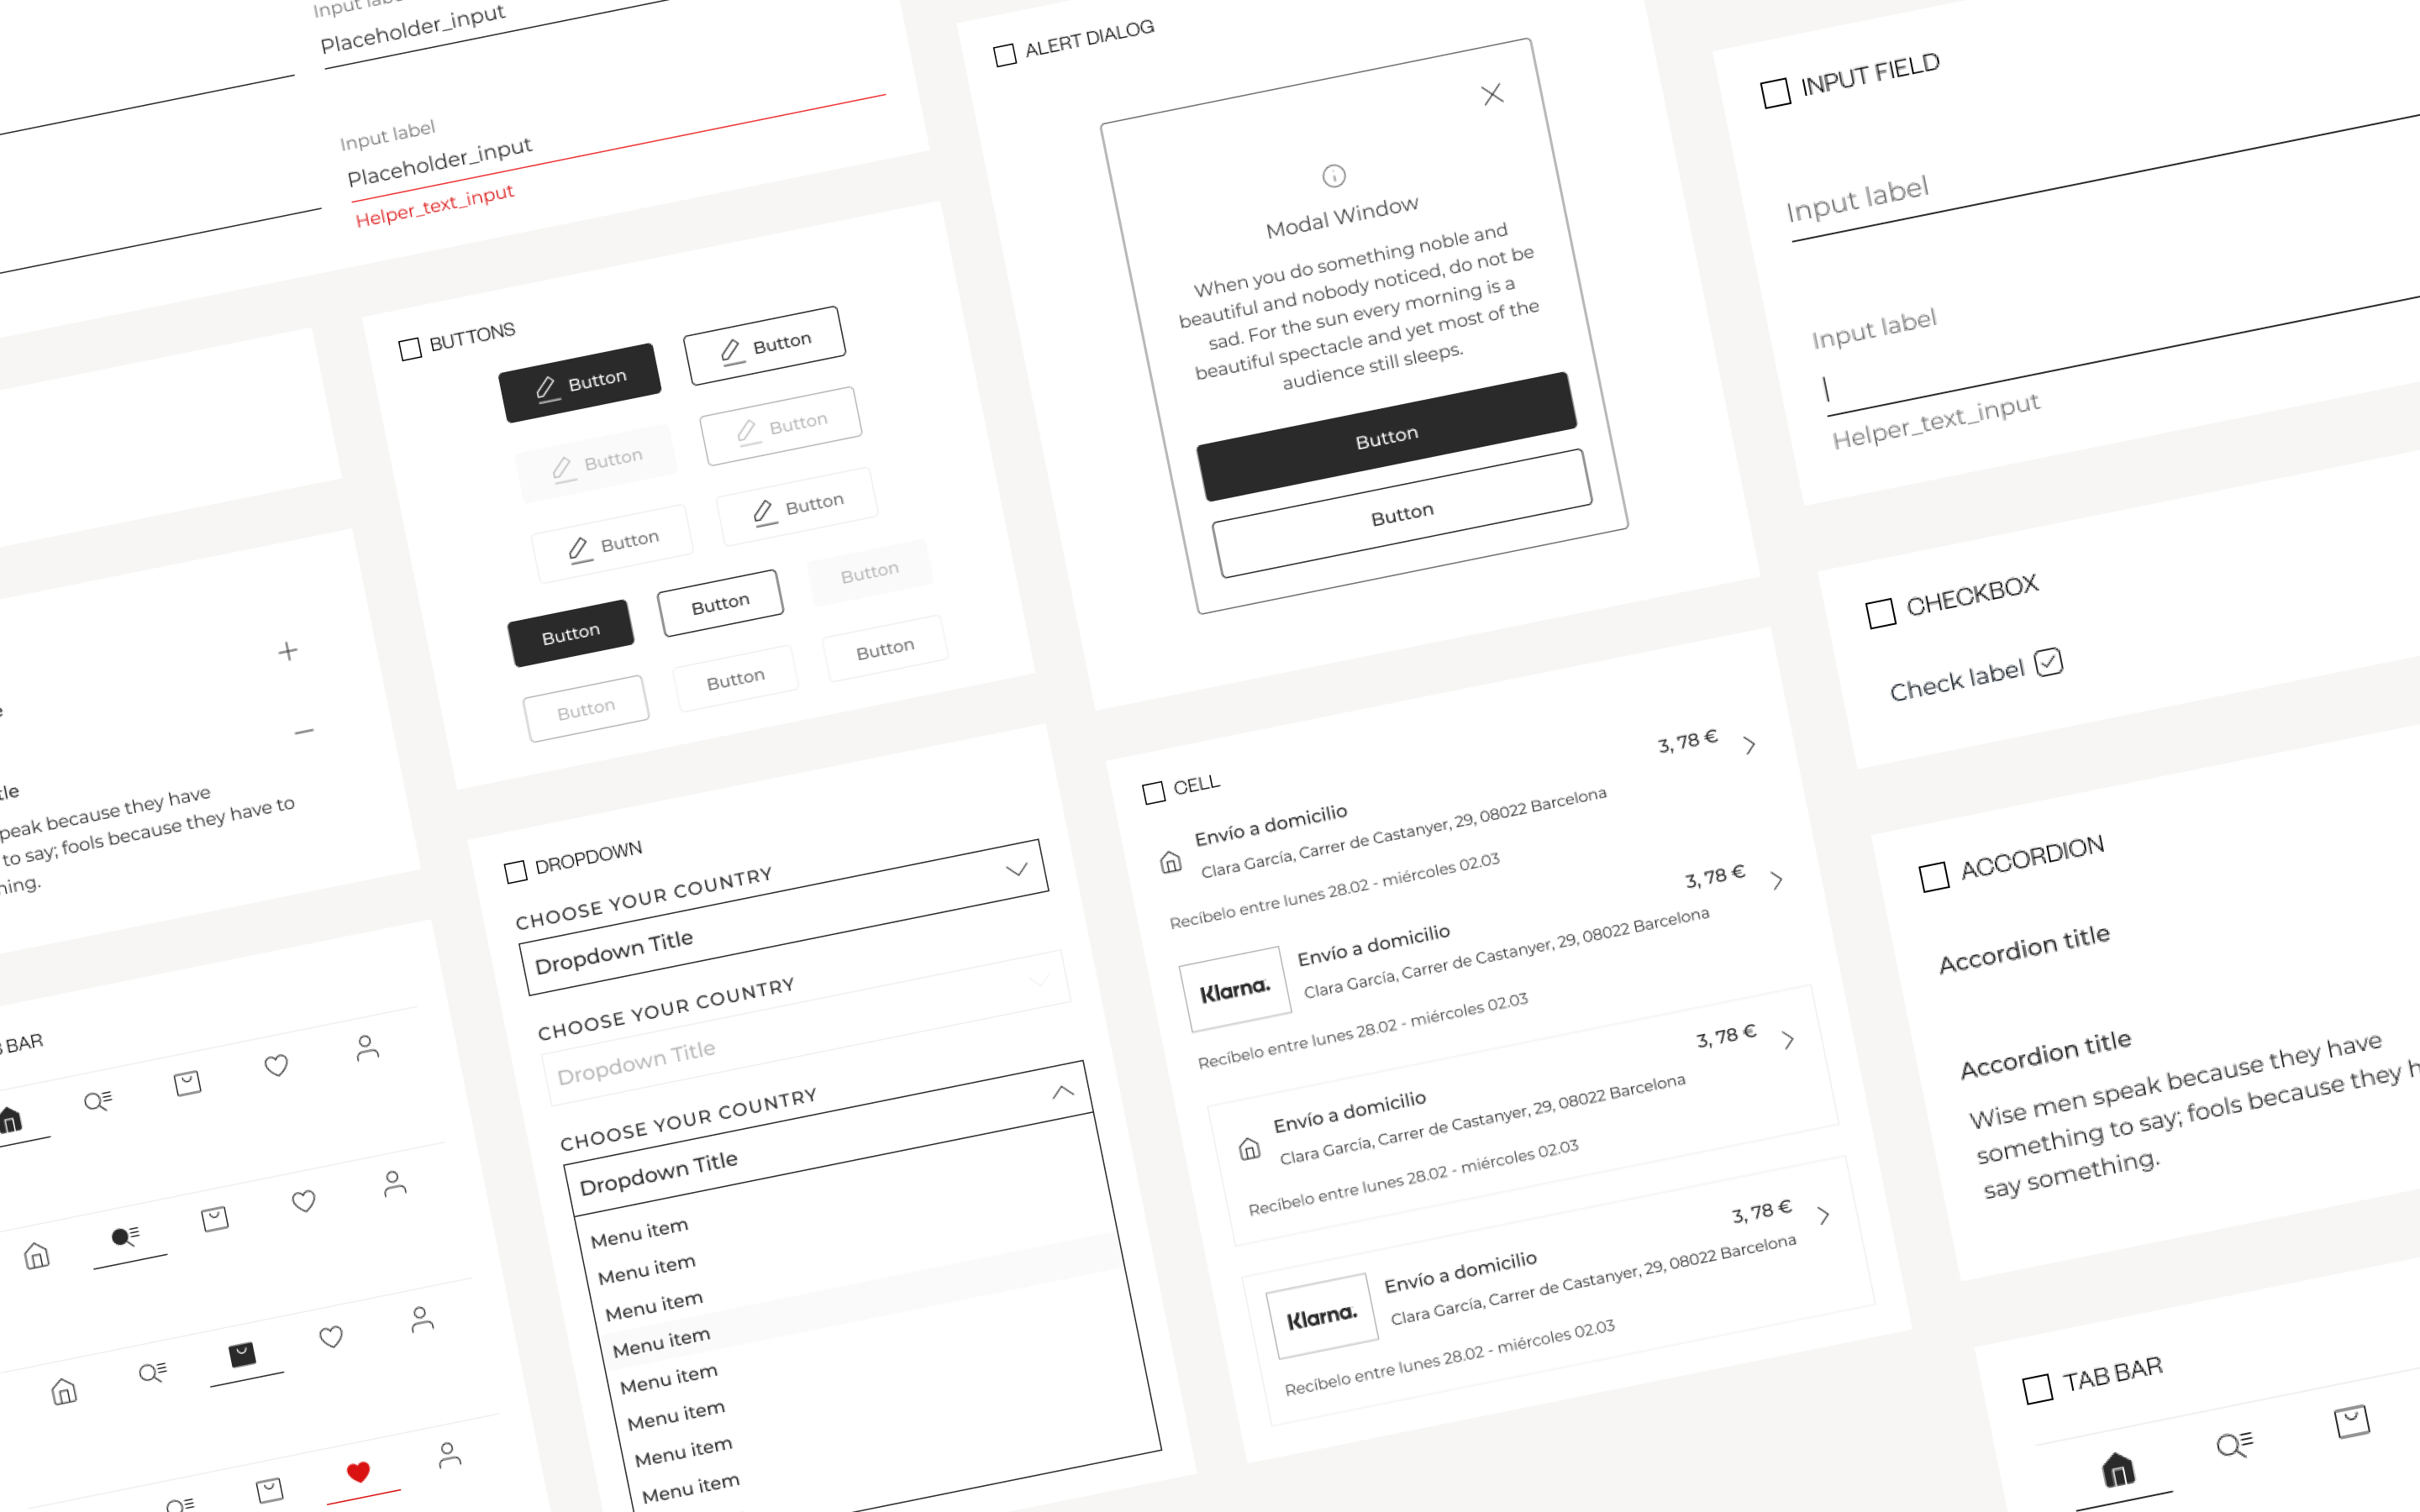 Placeholder_input
Input label
Placeholder_input
Helper_text_input
to say; fools because they have to
BAR
BUTTONS
Button
Button
Button
Button
Button
Button
Button
Button
Button
Button
Button
Button
DROPDOWN
CHOOSE YOUR COUNTRY
Dropdown Title
CHOOSE YOUR COUNTRY
Dropdown Title
CHOOSE YOUR COUNTRY
Dropdown Title
Menu item
Menu item
Menu item
Menu item
Menu item
Menu item
Menu item
Menu item
ALERT DIALOG
Modal Window
When you do something noble and
beautiful and nobody noticed, do not be
sad. For the sun every morning is a
beautiful spectacle and yet most of the
audience still sleeps.
Button
Button
CELL
3, 78 €
Envío a domicilio
Clara García, Carrer de Castanyer, 29, 08022 Barcelona
Recíbelo entre lunes 28.02 - miércoles 02.03
3, 78 €
Klarna.
Envío a domicilio
Clara García, Carrer de Castanyer, 29, 08022 Barcelona
Recíbelo entre lunes 28.02 - miércoles 02.03
3, 78 €
Envío a domicilio
Clara García, Carrer de Castanyer, 29, 08022 Barcelona
Recíbelo entre lunes 28.02 - miércoles 02.03
3, 78 €
Klarna.
Envío a domicilio
Clara García, Carrer de Castanyer, 29, 08022 Barcelona
Recíbelo entre lunes 28.02 - miércoles 02.03
INPUT FIELD
Input label
Input label
Helper_text_input
CHECKBOX
Check label
ACCORDION
Accordion title
Accordion title
Wise men speak because they have
something to say; fools because they
say something.
TAB BAR